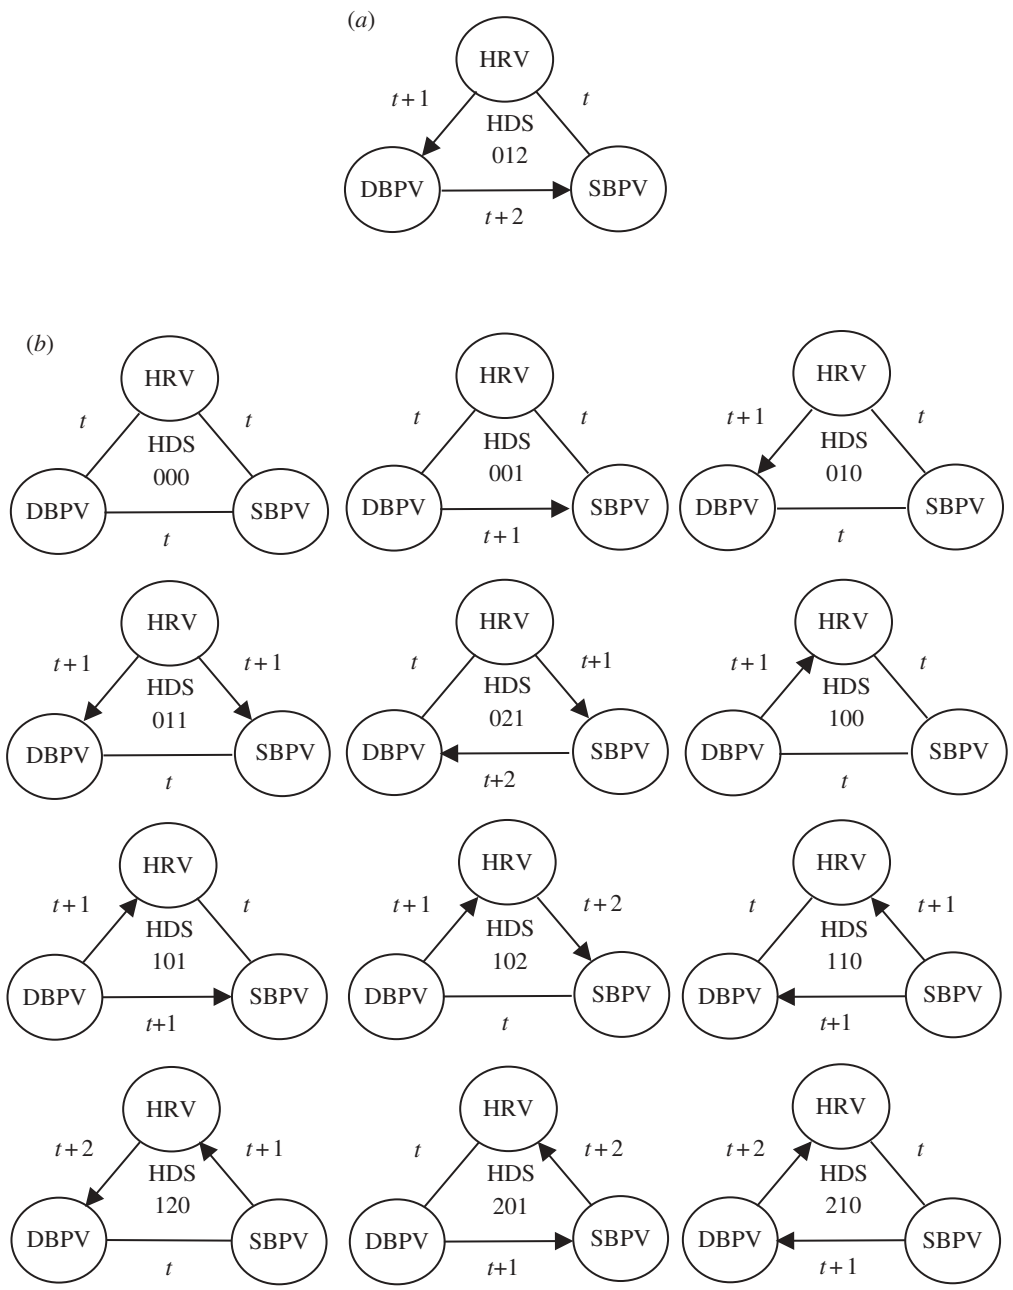 (a)
HRV
t+1 t
HDS
012
DBPV SBPV
t+2
(b)
HRV HRV HRV
t t t t t+1 t
HDS HDS HDS
000 001 010
DBPV SBPV DBPV SBPV DBPV SBPV
t t+1 t
HRV HRV HRV
t+1 t+1 t t+1 t+1 t
HDS HDS HDS
011 021 100
DBPV SBPV DBPV SBPV DBPV SBPV
t t+2 t
HRV HRV HRV
t+1 t t+1 t+2 t t+1
HDS HDS HDS
101 102 110
DBPV SBPV DBPV SBPV DBPV SBPV
t+1 t t+1
HRV HRV HRV
t+2 t+1 t t+2 t+2 t
HDS HDS HDS
120 201 210
DBPV SBPV DBPV SBPV DBPV SBPV
t t+1 t+1